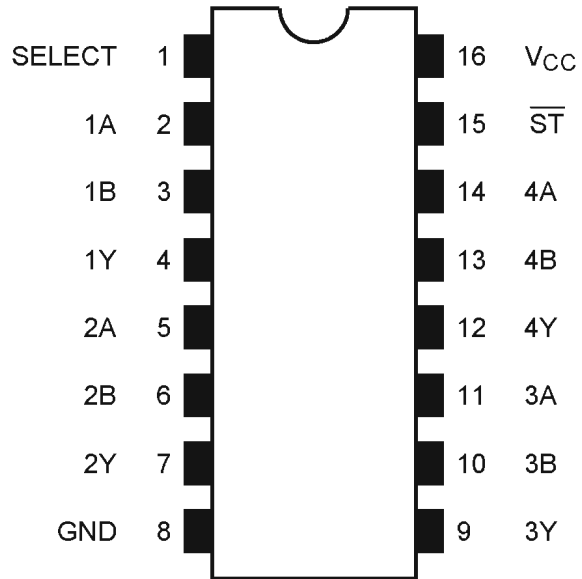 SELECT 1 16 VCC
1A 2 15 S̅T̅
1B 3 14 4A
1Y 4 13 4B
2A 5 12 4Y
2B 6 11 3A
2Y 7 10 3B
GND 8 9 3Y